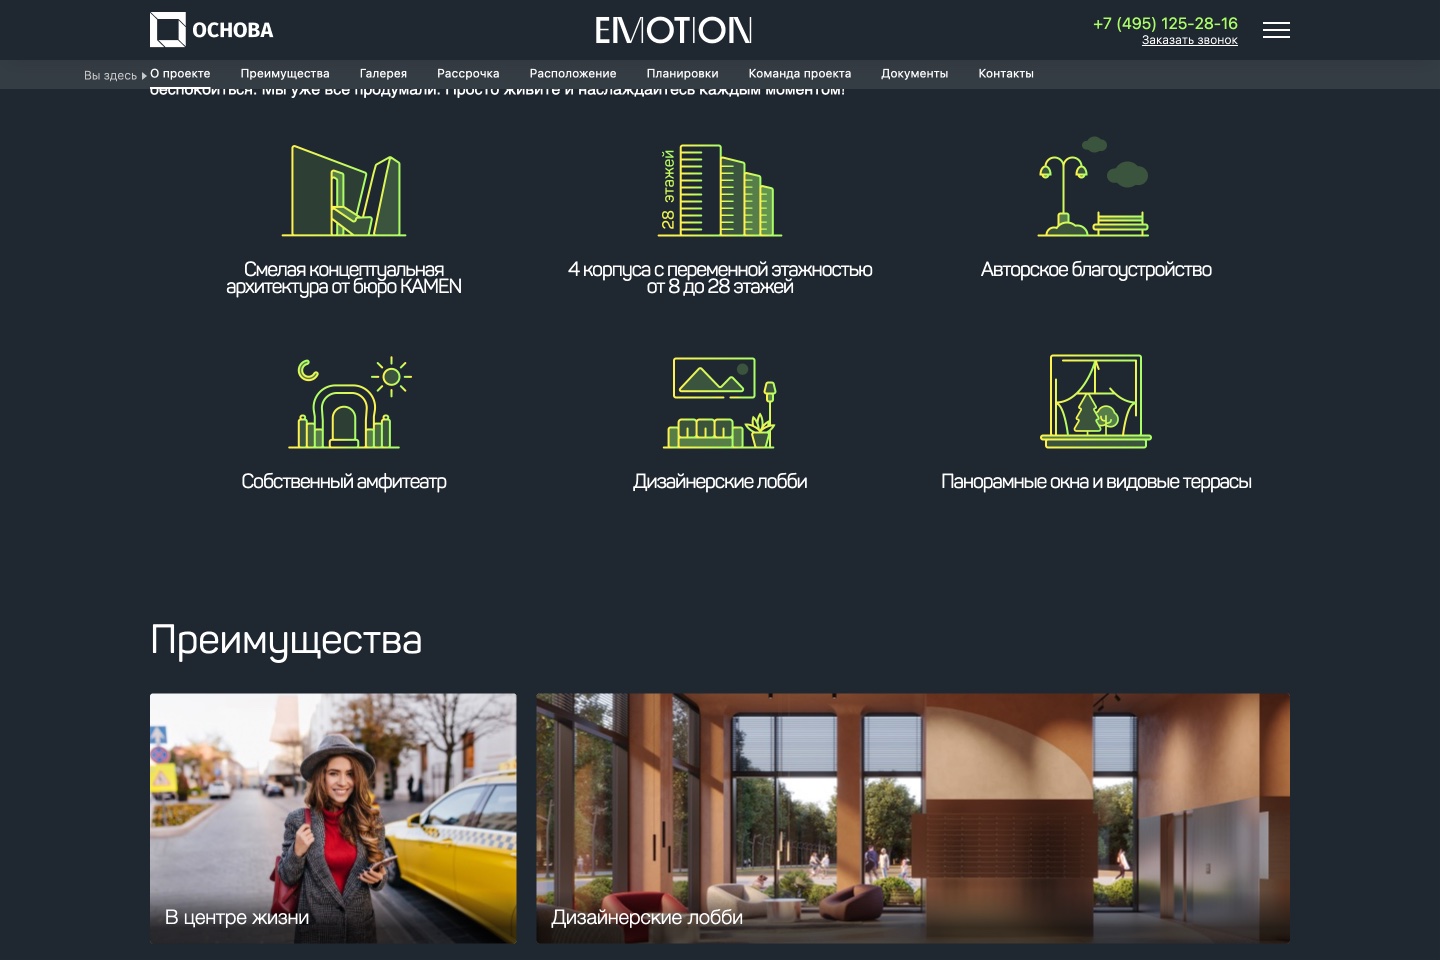 ОСНОВА
EMOTION
+7 (495) 125-28-16
Заказать звонок
Вы здесь
О проекте
Преимущества
Галерея
Рассрочка
Расположение
Планировки
Команда проекта
Документы
Контакты
беспокоиться. Мы уже все продумали. Просто живите и наслаждайтесь каждым моментом!
28 этажей
Смелая концептуальная
архитектура от бюро KAMEN
4 корпуса с переменной этажностью
от 8 до 28 этажей
Авторское благоустройство
Собственный амфитеатр
Дизайнерские лобби
Панорамные окна и видовые террасы
Преимущества
В центре жизни
Дизайнерские лобби